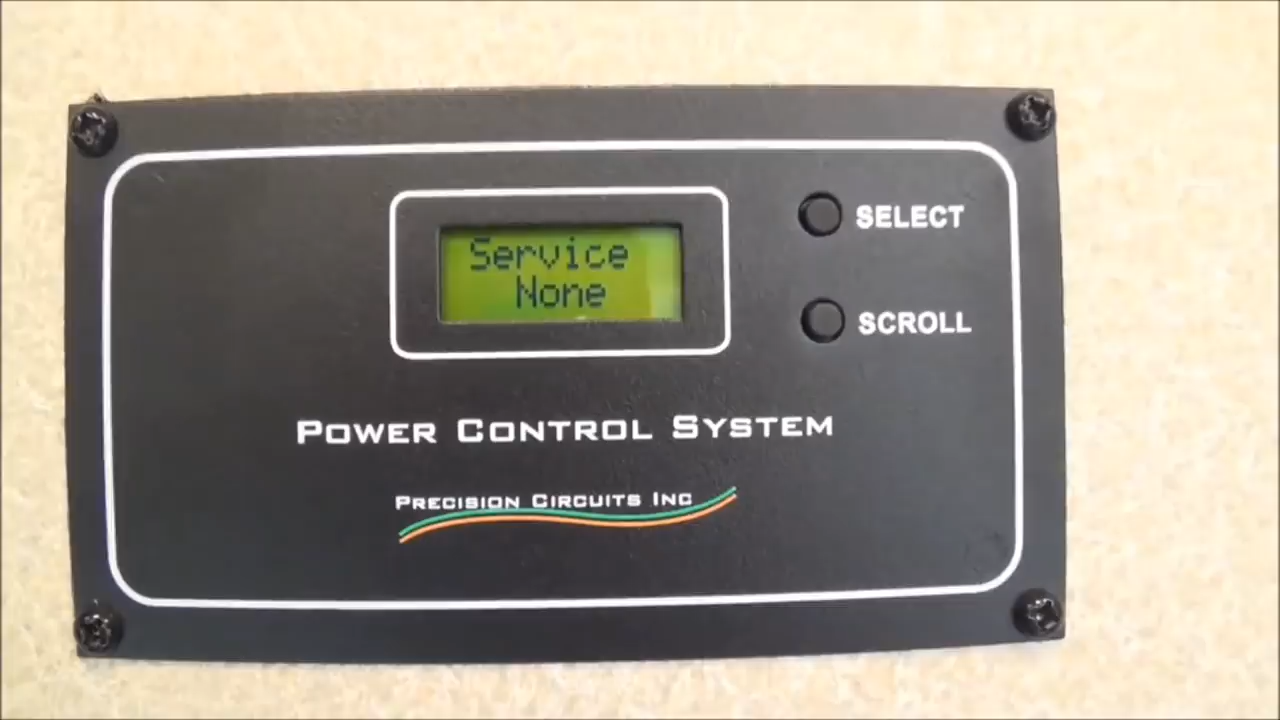 Service
None
SELECT
SCROLL
POWER CONTROL SYSTEM
PRECISION CIRCUITS INC